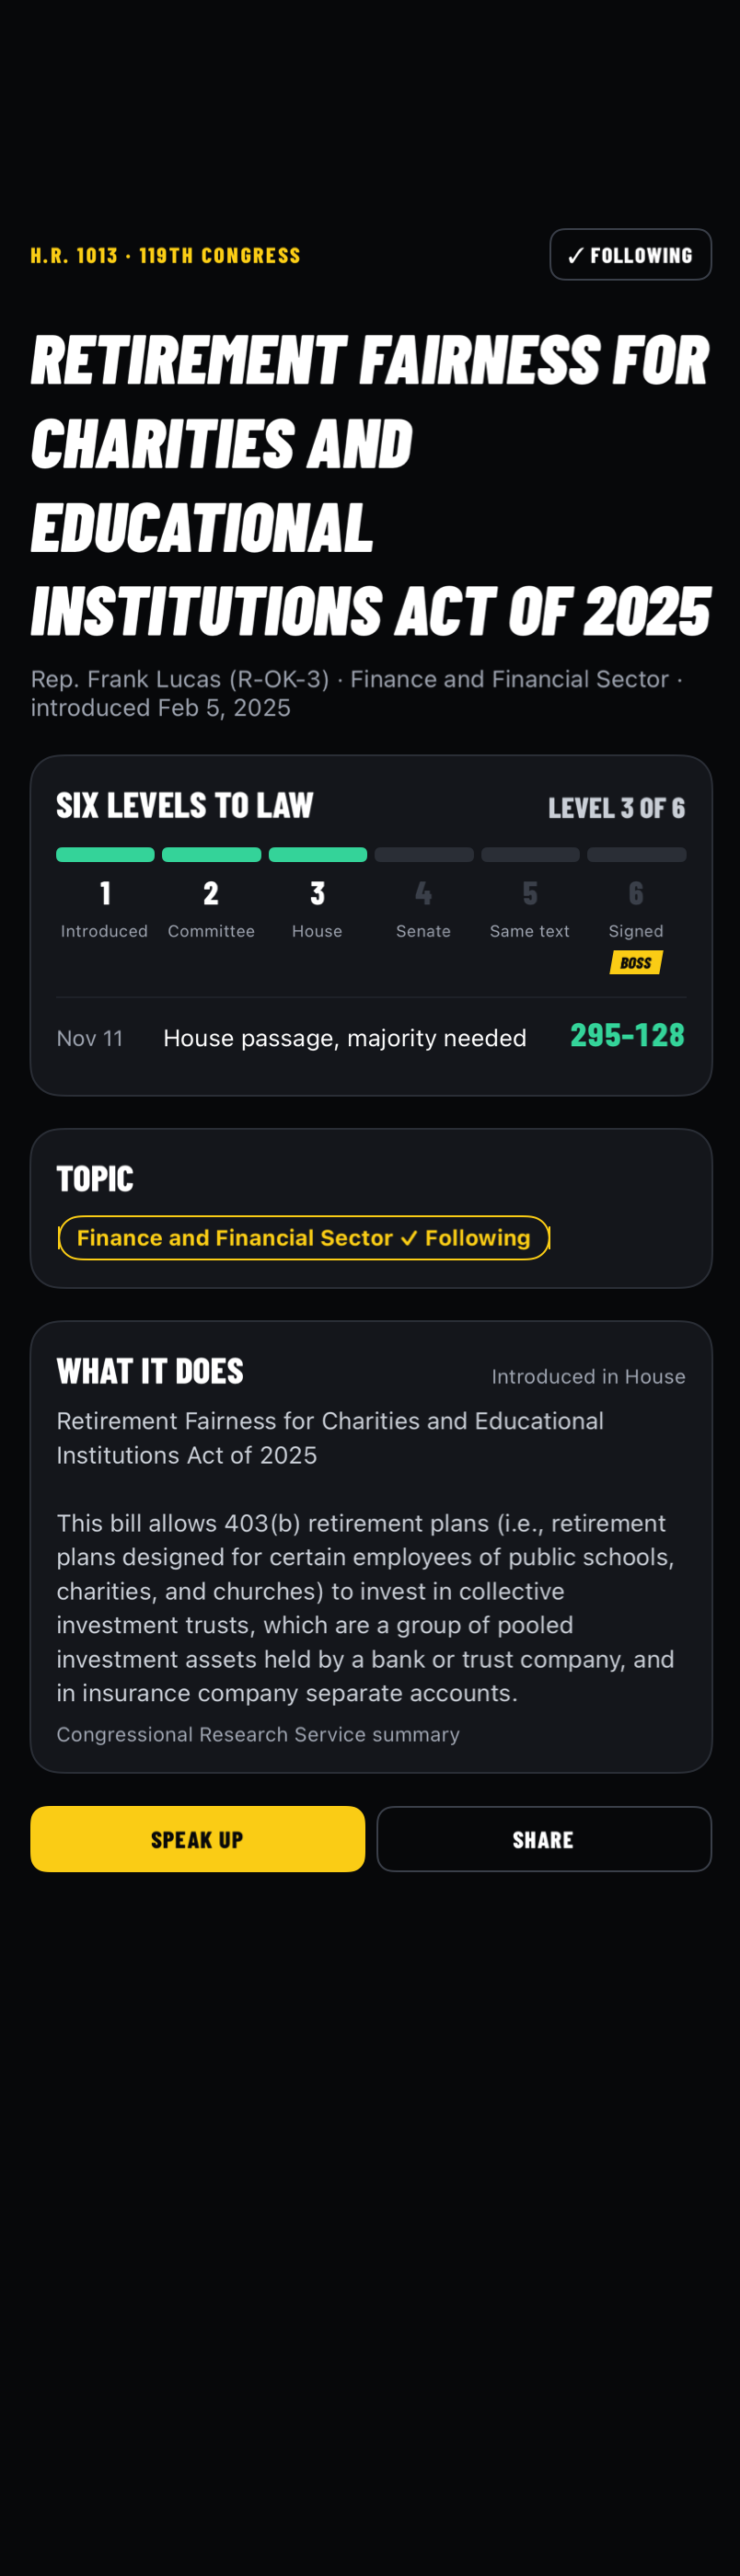 H.R. 1013 · 119TH CONGRESS
✓ FOLLOWING
RETIREMENT FAIRNESS FOR
CHARITIES AND
EDUCATIONAL
INSTITUTIONS ACT OF 2025
Rep. Frank Lucas (R-OK-3) · Finance and Financial Sector ·
introduced Feb 5, 2025
SIX LEVELS TO LAW
LEVEL 3 OF 6
1 2 3 4 5 6
Introduced Committee House Senate Same text Signed
BOSS
Nov 11 House passage, majority needed 295-128
TOPIC
Finance and Financial Sector ✓ Following
WHAT IT DOES
Introduced in House
Retirement Fairness for Charities and Educational
Institutions Act of 2025
This bill allows 403(b) retirement plans (i.e., retirement
plans designed for certain employees of public schools,
charities, and churches) to invest in collective
investment trusts, which are a group of pooled
investment assets held by a bank or trust company, and
in insurance company separate accounts.
Congressional Research Service summary
SPEAK UP
SHARE